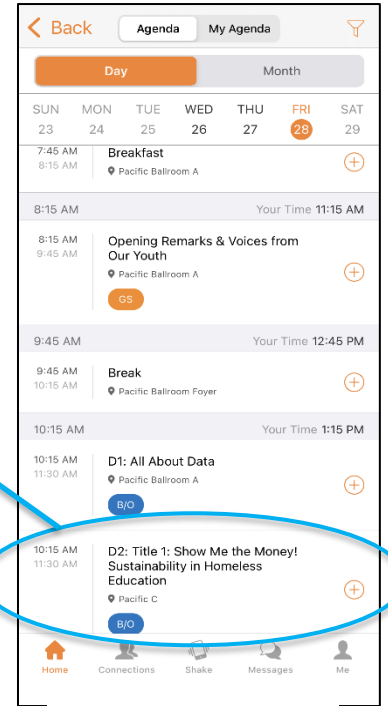 Back
Agenda My Agenda
Day Month
SUN MON TUE WED THU FRI SAT
23 24 25 26 27 28 29
7:45 AM Breakfast
8:15 AM Pacific Ballroom A
8:15 AM Your Time 11:15 AM
8:15 AM Opening Remarks & Voices from
9:45 AM Our Youth
Pacific Ballroom A
GS
9:45 AM Your Time 12:45 PM
9:45 AM Break
10:15 AM Pacific Ballroom Foyer
10:15 AM Your Time 1:15 PM
10:15 AM D1: All About Data
11:30 AM Pacific Ballroom A
B/O
10:15 AM D2: Title 1: Show Me the Money!
11:30 AM Sustainability in Homeless
Education
Pacific C
B/O
Home Connections Shake Messages Me